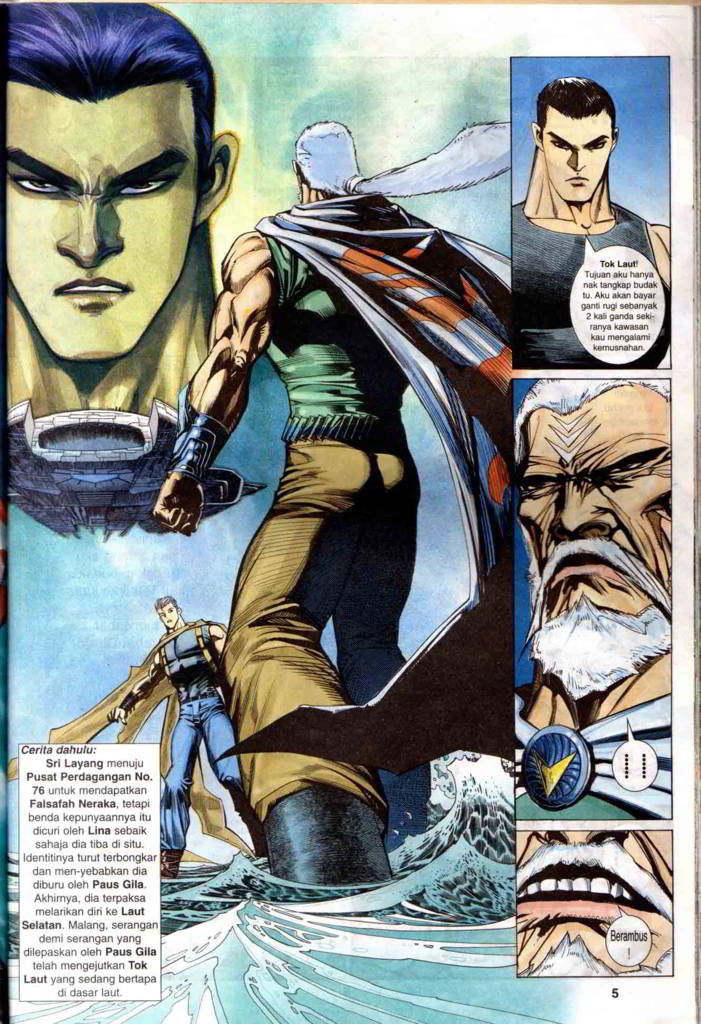 Tok Laut!
Tujuan aku hanya
nak tangkap budak
tu. Aku akan bayar
ganti rugi sebanyak
2 kali ganda seki-
ranya kawasan
kau mengalami
kemusnahan.
!!
Berambus
!
Cerita dahulu:
Sri Layang menuju
Pusat Perdagangan No.
76 untuk mendapatkan
Falsafah Neraka, tetapi
benda kepunyaannya itu
dicuri oleh Lina sebaik
sahaja dia tiba di situ.
Identitinya turut terbongkar
dan men-yebabkan dia
diburu oleh Paus Gila.
Akhirnya, dia terpaksa
melarikan diri ke Laut
Selatan. Malang, serangan
demi serangan yang
dilepaskan oleh Paus Gila
telah mengejutkan Tok
Laut yang sedang bertapa
di dasar laut.
5